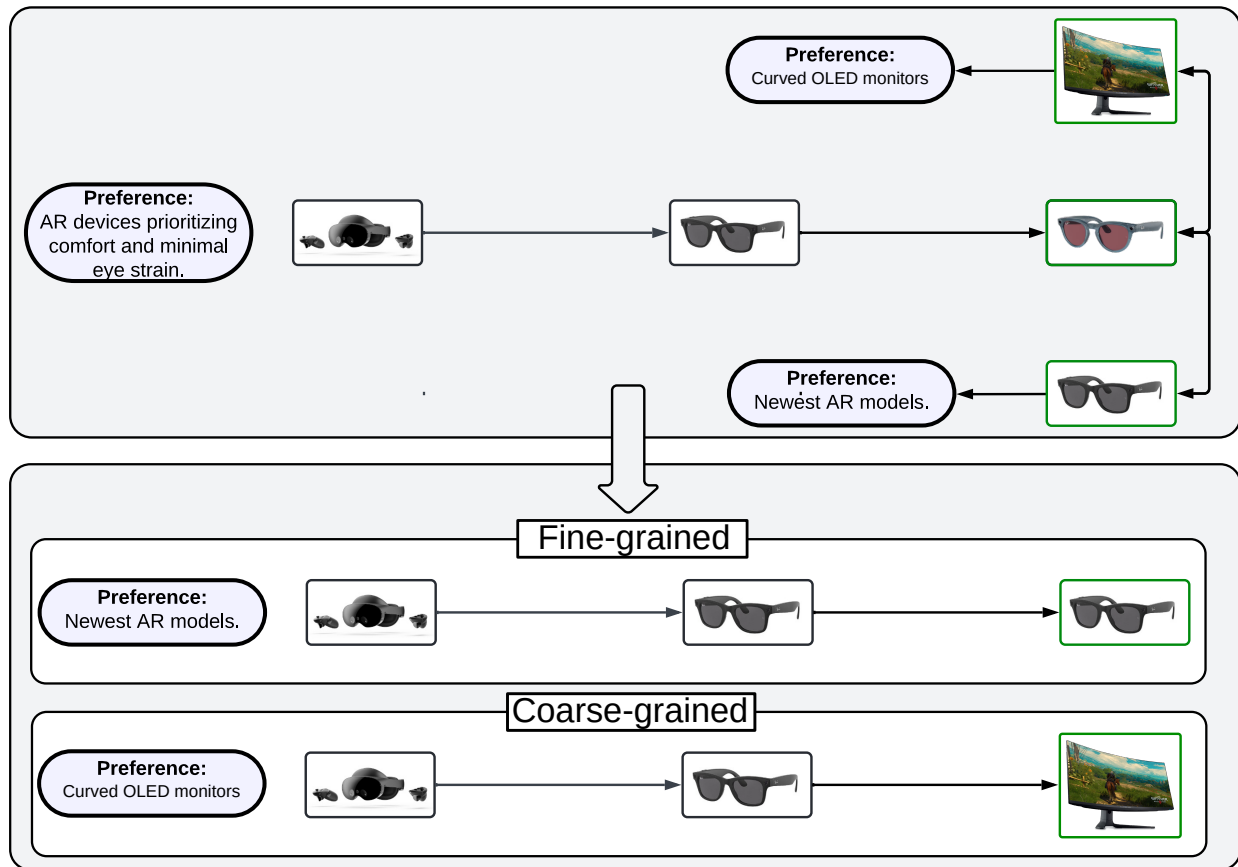 Preference:
Curved OLED monitors
Preference:
AR devices prioritizing
comfort and minimal
eye strain.
Preference:
Newest AR models.
Fine-grained
Preference:
Newest AR models.
Coarse-grained
Preference:
Curved OLED monitors